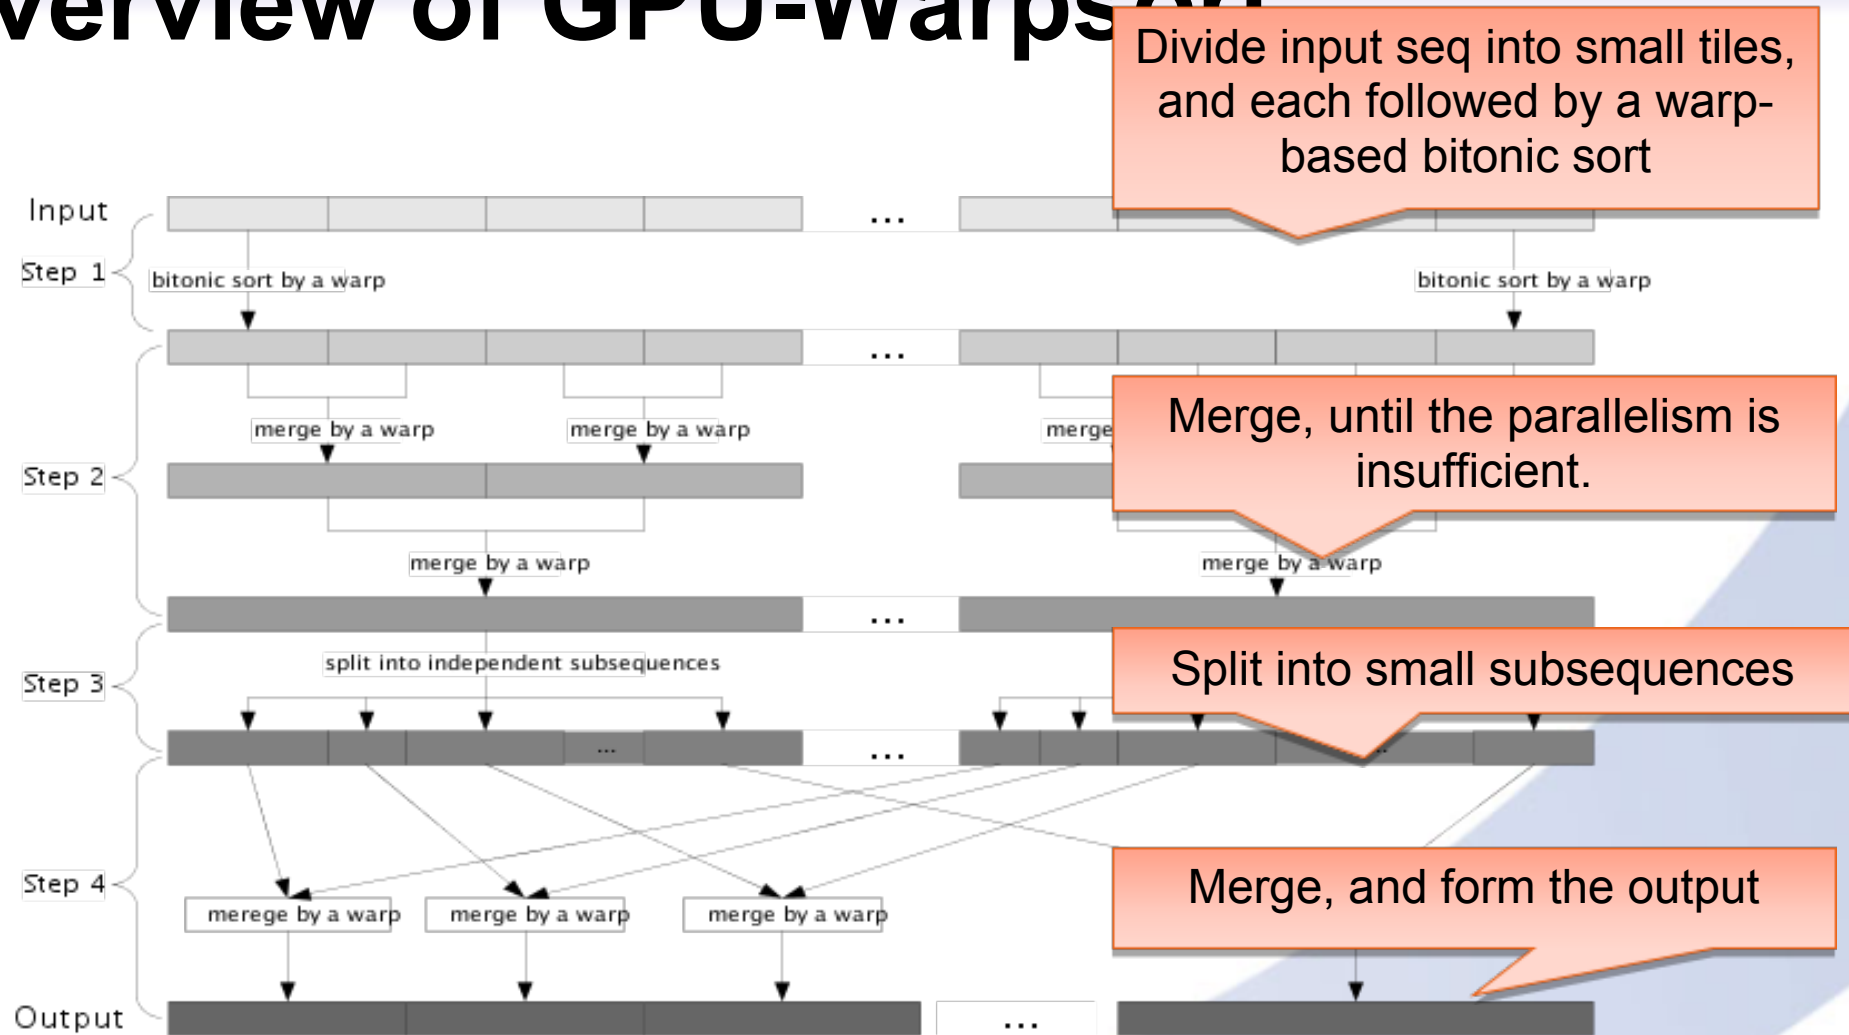 verview of GPU-Warpsort
Divide input seq into small tiles,
and each followed by a warp-
based bitonic sort
Input
...
Step 1
bitonic sort by a warp
bitonic sort by a warp
...
Merge, until the parallelism is
insufficient.
merge by a warp
merge by a warp
merge
Step 2
merge by a warp
merge by a warp
...
Split into small subsequences
split into independent subsequences
Step 3
...
...
...
Merge, and form the output
Step 4
merege by a warp
merge by a warp
merge by a warp
Output
...